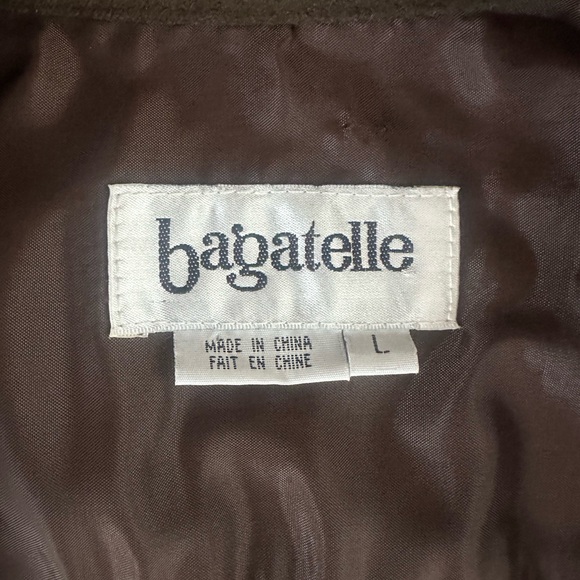 bagatelle
MADE IN CHINA
FAIT EN CHINE
L